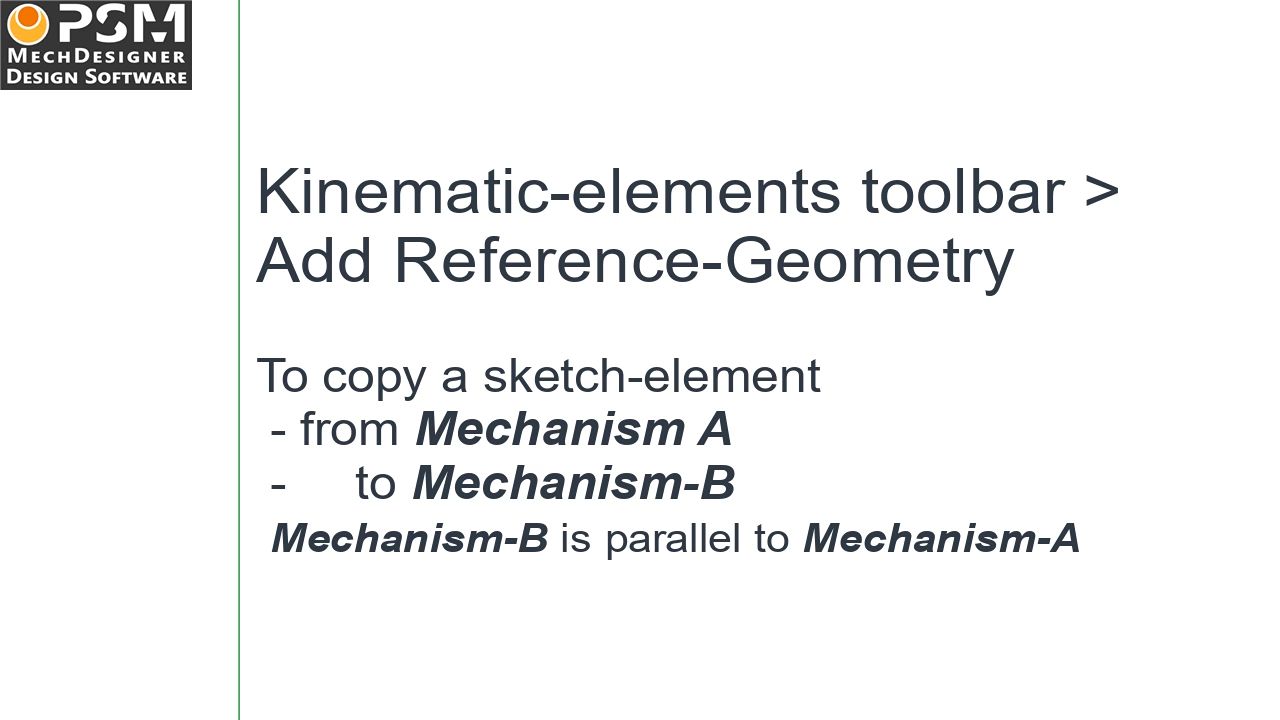 PSM
MECHDESIGNER
DESIGN SOFTWARE
Kinematic-elements toolbar >
Add Reference-Geometry
To copy a sketch-element
- from Mechanism A
- to Mechanism-B
Mechanism-B is parallel to Mechanism-A